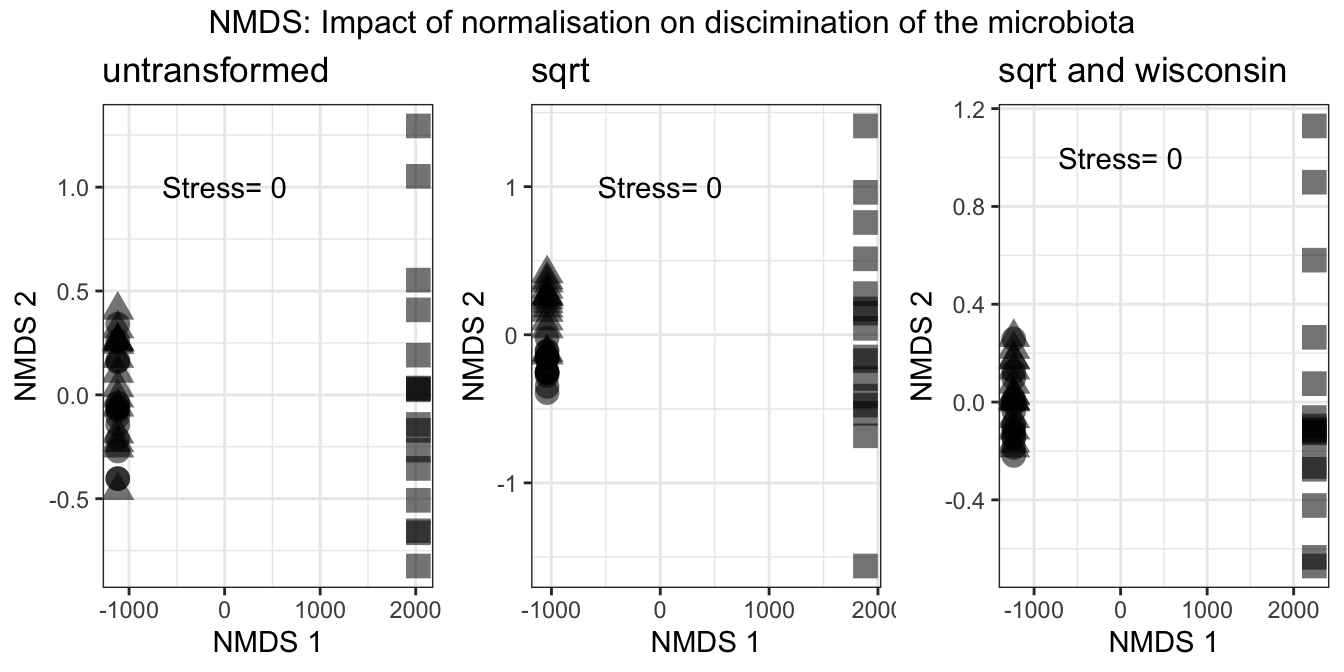 NMDS: Impact of normalisation on discimination of the microbiota
untransformed
sqrt
sqrt and wisconsin
Stress= 0
Stress= 0
Stress= 0
NMDS 2
1.0
0.5
0.0
-0.5
-1000
0
1000
2000
NMDS 1
NMDS 2
1
0
-1
-1000
0
1000
2000
NMDS 1
NMDS 2
1.2
0.8
0.4
0.0
-0.4
-1000
0
1000
2000
NMDS 1